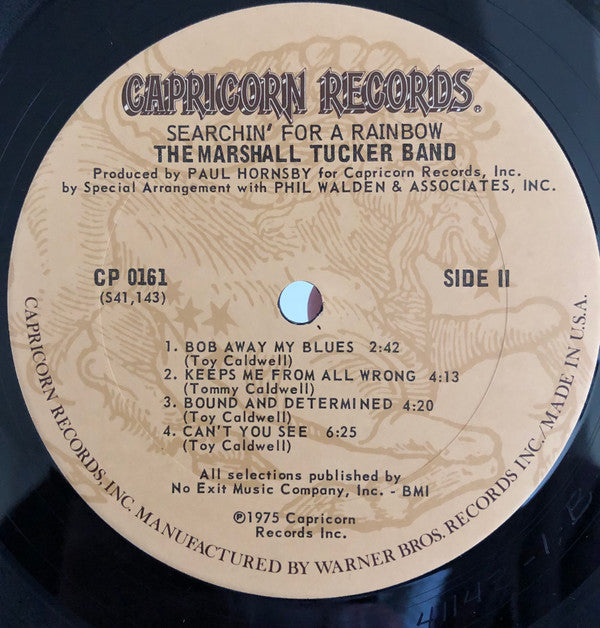 CAPRICORN RECORDS®
SEARCHIN' FOR A RAINBOW
THE MARSHALL TUCKER BAND
Produced by PAUL HORNSBY for Capricorn Records, Inc.
by Special Arrangement with PHIL WALDEN & ASSOCIATES, INC.
CP 0161
(S41,143)
SIDE II
1. BOB AWAY MY BLUES 2:42
(Toy Caldwell)
2. KEEPS ME FROM ALL WRONG 4:13
(Tommy Caldwell)
3. BOUND AND DETERMINED 4:20
(Toy Caldwell)
4. CAN'T YOU SEE 6:25
(Toy Caldwell)
All selections published by
No Exit Music Company, Inc. - BMI
℗1975 Capricorn
Records Inc.
CAPRICORN RECORDS, INC. MANUFACTURED BY WARNER BROS. RECORDS INC./MADE IN U.S.A.